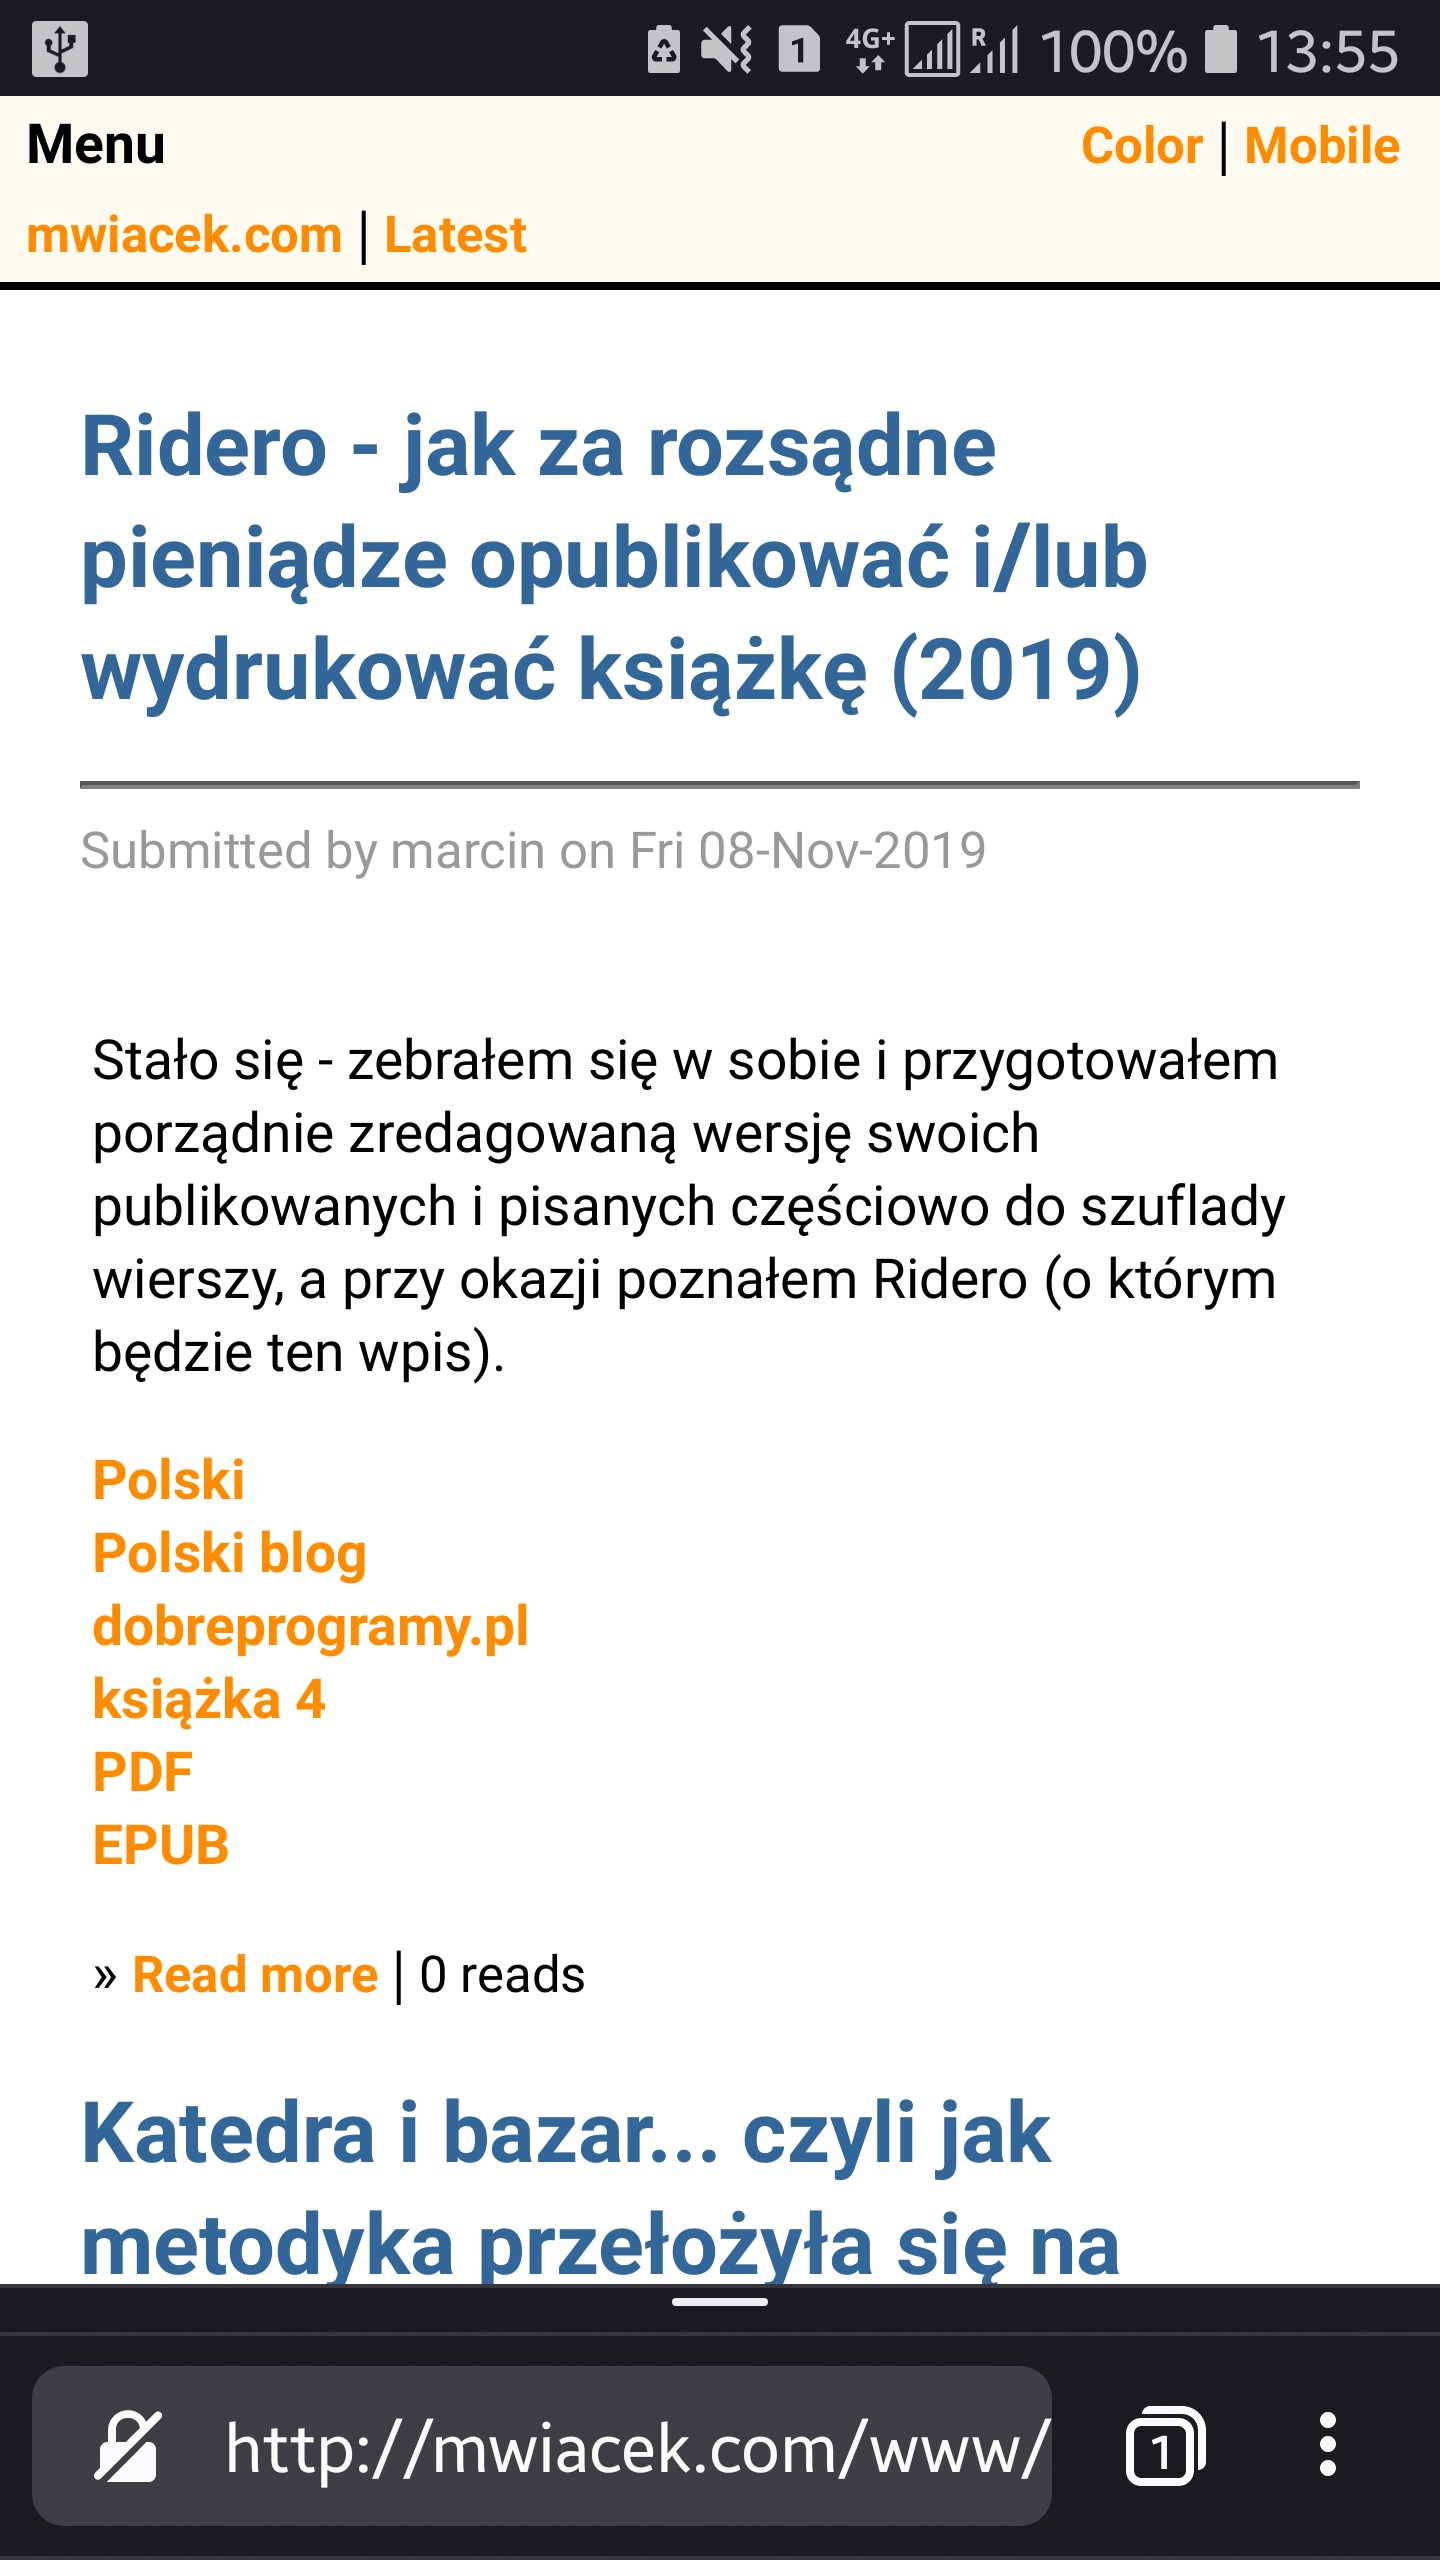 1 4G+ R 100% 13:55
Menu Color | Mobile
mwiacek.com | Latest
Ridero - jak za rozsądne
pieniądze opublikować i/lub
wydrukować książkę (2019)
Submitted by marcin on Fri 08-Nov-2019
Stało się - zebrałem się w sobie i przygotowałem
porządnie zredagowaną wersję swoich
publikowanych i pisanych częściowo do szuflady
wierszy, a przy okazji poznałem Ridero (o którym
będzie ten wpis).
Polski
Polski blog
dobreprogramy.pl
książka 4
PDF
EPUB
» Read more | 0 reads
Katedra i bazar... czyli jak
metodyka przełożyła się na
http://mwiacek.com/www/ 1